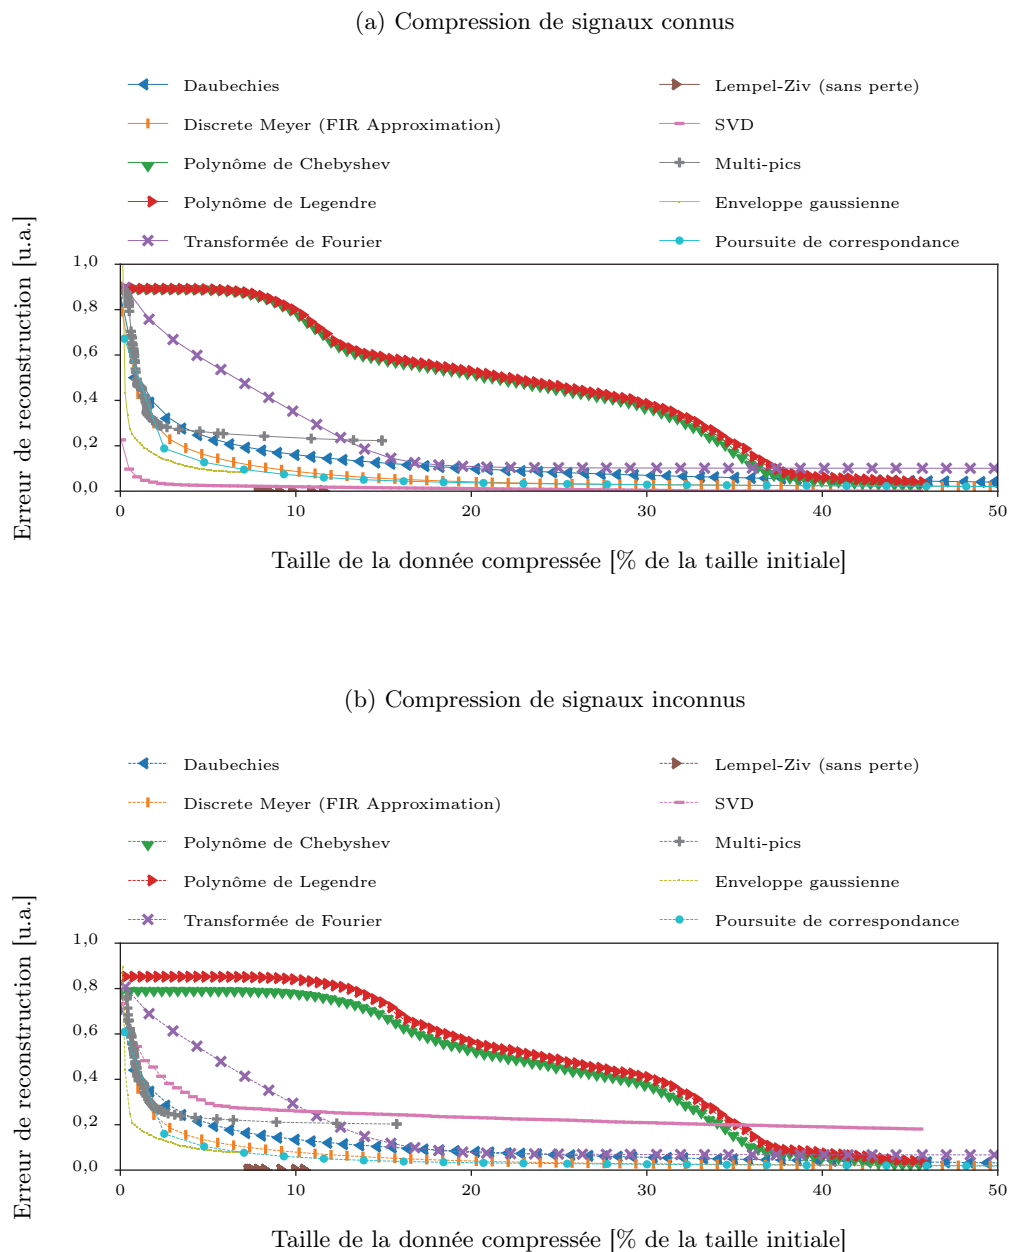 (a) Compression de signaux connus
Daubechies
Discrete Meyer (FIR Approximation)
Polynôme de Chebyshev
Polynôme de Legendre
Transformée de Fourier
Lempel-Ziv (sans perte)
SVD
Multi-pics
Enveloppe gaussienne
Poursuite de correspondance
Erreur de reconstruction [u.a.]
1,0
0,8
0,6
0,4
0,2
0,0
0 10 20 30 40 50
Taille de la donnée compressée [% de la taille initiale]
(b) Compression de signaux inconnus
Daubechies
Discrete Meyer (FIR Approximation)
Polynôme de Chebyshev
Polynôme de Legendre
Transformée de Fourier
Lempel-Ziv (sans perte)
SVD
Multi-pics
Enveloppe gaussienne
Poursuite de correspondance
Erreur de reconstruction [u.a.]
1,0
0,8
0,6
0,4
0,2
0,0
0 10 20 30 40 50
Taille de la donnée compressée [% de la taille initiale]